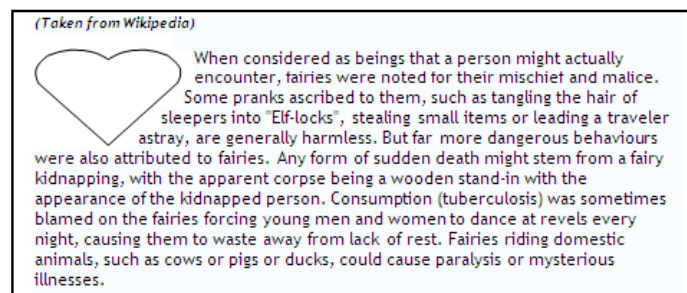 (Taken from Wikipedia)
When considered as beings that a person might actually
encounter, fairies were noted for their mischief and malice.
Some pranks ascribed to them, such as tangling the hair of
sleepers into "Elf-locks", stealing small items or leading a traveler
astray, are generally harmless. But far more dangerous behaviours
were also attributed to fairies. Any form of sudden death might stem from a fairy
kidnapping, with the apparent corpse being a wooden stand-in with the
appearance of the kidnapped person. Consumption (tuberculosis) was sometimes
blamed on the fairies forcing young men and women to dance at revels every
night, causing them to waste away from lack of rest. Fairies riding domestic
animals, such as cows or pigs or ducks, could cause paralysis or mysterious
illnesses.